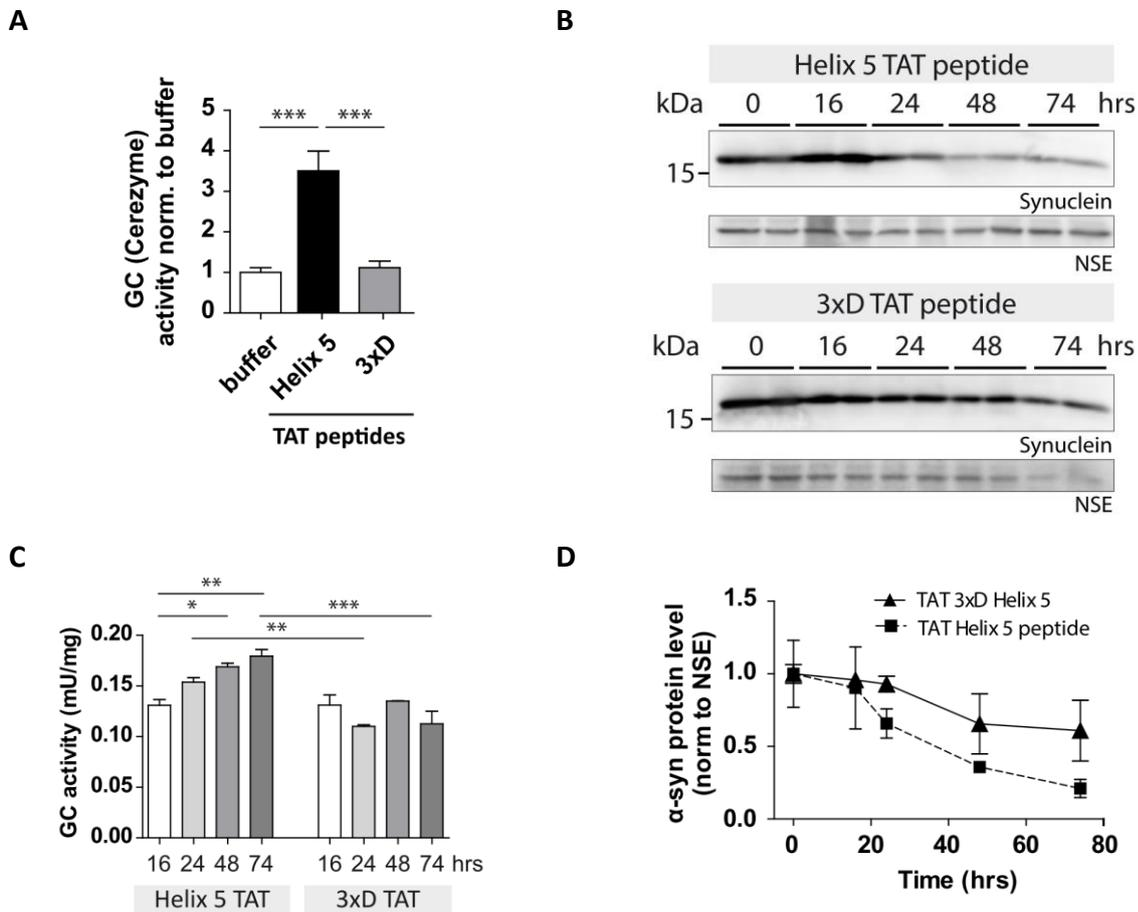 A
GC (Cerezyme)
activity norm. to buffer
5
4
3
2
1
0
***
***
buffer
Helix 5
3xD
TAT peptides
B
Helix 5 TAT peptide
kDa 0 16 24 48 74 hrs
15
Synuclein
NSE
3xD TAT peptide
kDa 0 16 24 48 74 hrs
15
Synuclein
NSE
C
GC activity (mU/mg)
0.20
0.15
0.10
0.05
0.00
**
*
***
**
16 24 48 74 16 24 48 74 hrs
Helix 5 TAT 3xD TAT
D
α-syn protein level
(norm to NSE)
1.5
1.0
0.5
0.0
TAT 3xD Helix 5
TAT Helix 5 peptide
0 20 40 60 80
Time (hrs)